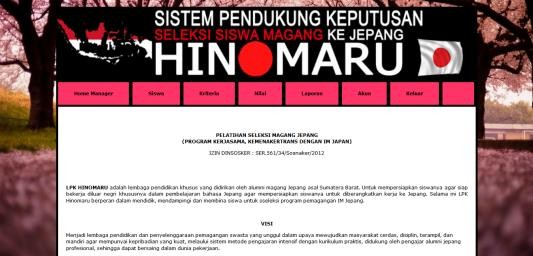 SISTEM PENDUKUNG KEPUTUSAN
SELEKSI SISWA MAGANG KE JEPANG
HINOMARU
Home Manager Siswa Kriteria Nilai Laporan Akun Keluar
PELATIHAN SELEKSI MAGANG JEPANG
(PROGRAM KERJASAMA, KEMENAKERTRANS DENGAN IM JAPAN)
IZIN DINSOSKER : SER.561/34/Sosnaker/2012
LPK HINOMARU adalah lembaga pendidikan khusus yang didirikan oleh alumni magang Jepang asal Sumatera Barat. Untuk mempersiapkan siswanya agar siap
bekerja diluar negri khususnya dalam pembelajaran bahasa Jepang agar mempersiapkan siswanya untuk diberangkatkan kerja ke Jepang. Selama ini LPK
Hinomaru berperan dalam mendidik, mendampingi dan membina siswa untuk seleksi program pemagangan IM Jepang.
VISI
Menjadi lembaga pendidikan dan penyelenggaraan pemagangan swasta yang unggul dalam upaya mewujudkan masyarakat cerdas, disiplin, terampil, dan
mandiri agar mempunyai kepribadian yang kuat, melalui sistem metode pengajaran intensif dengan kurikulum praktis, didukung oleh pengajar alumni jepang
profesional, sehingga dapat bersaing dalam dunia pekerjaan.